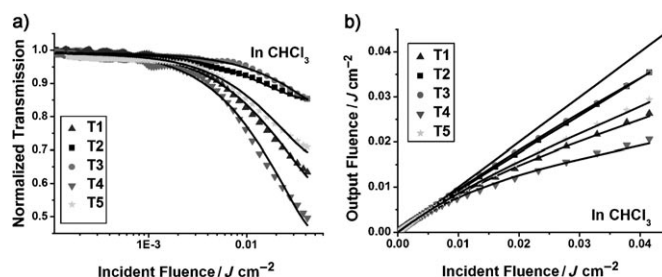 a)
Normalized Transmission
1.0
0.9
0.8
0.7
0.6
0.5
In CHCl₃
T1
T2
T3
T4
T5
1E-3
0.01
Incident Fluence / J cm⁻²
b)
Output Fluence / J cm⁻²
0.04
0.03
0.02
0.01
0.00
T1
T2
T3
T4
T5
In CHCl₃
0.00
0.01
0.02
0.03
0.04
Incident Fluence / J cm⁻²